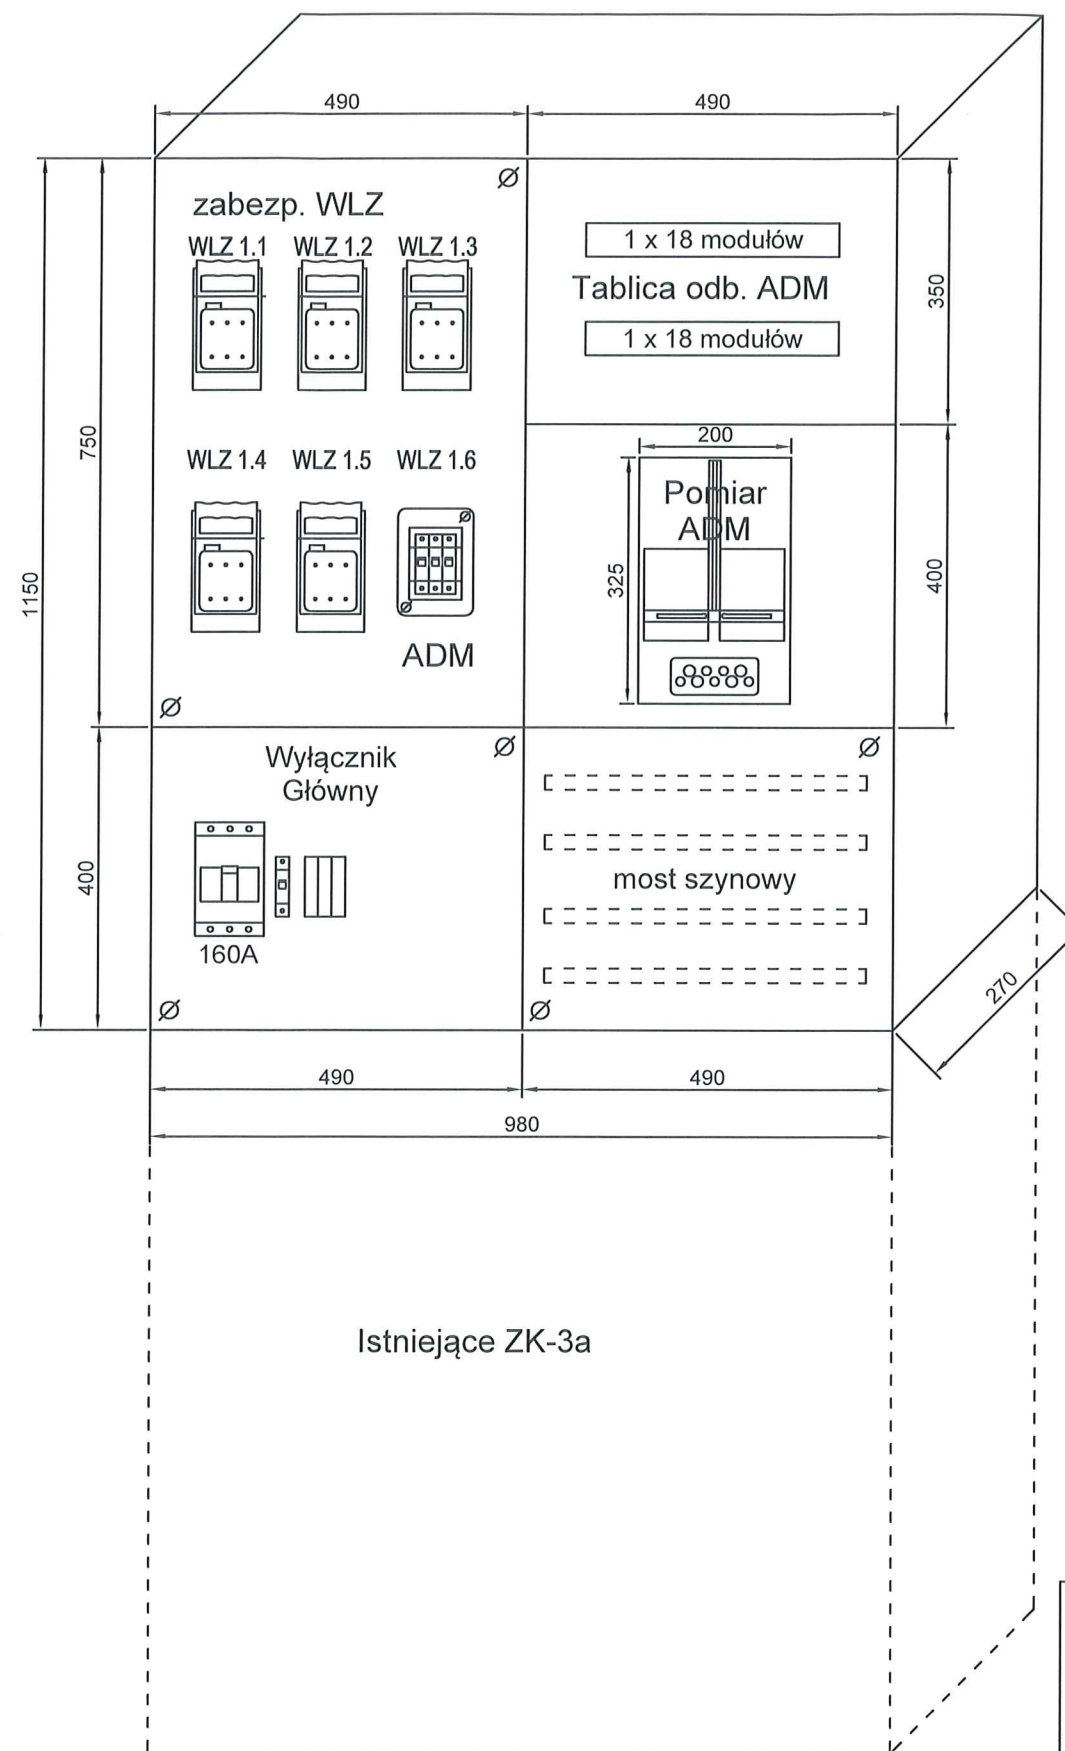 490
490
zabezp. WLZ
WLZ 1.1
WLZ 1.2
WLZ 1.3
1 x 18 modułów
Tablica odb. ADM
1 x 18 modułów
350
750
WLZ 1.4
WLZ 1.5
WLZ 1.6
200
Pomiar
ADM
325
400
1150
ADM
Wyłącznik
Główny
400
most szynowy
160A
270
490
490
980
Istniejące ZK-3a